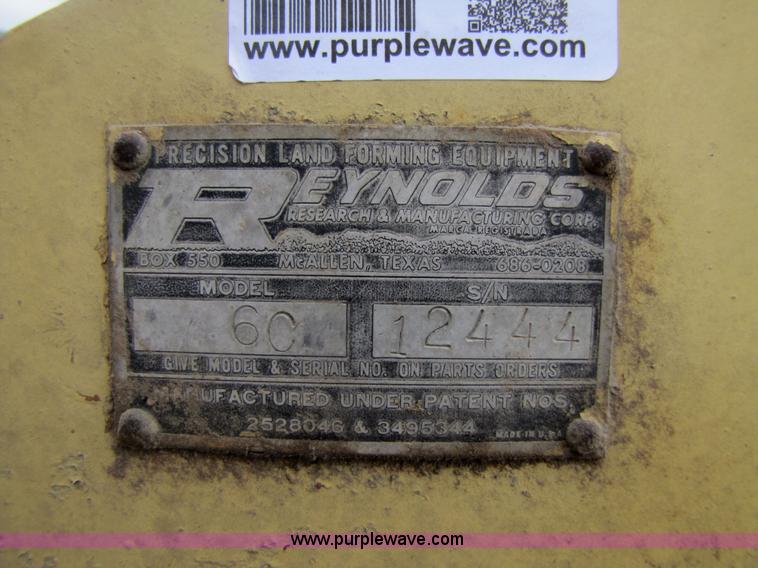 www.purplewave.com
PRECISION LAND FORMING EQUIPMENT
REYNOLDS
RESEARCH & MANUFACTURING CORP.
MARCA REGISTRADA
BOX 550 McALLEN, TEXAS 686-0208
MODEL S/N
6C 12444
GIVE MODEL & SERIAL NO. ON PARTS ORDERS
MANUFACTURED UNDER PATENT NOS.
2528046 & 3495344 MADE IN U.S.A.
www.purplewave.com